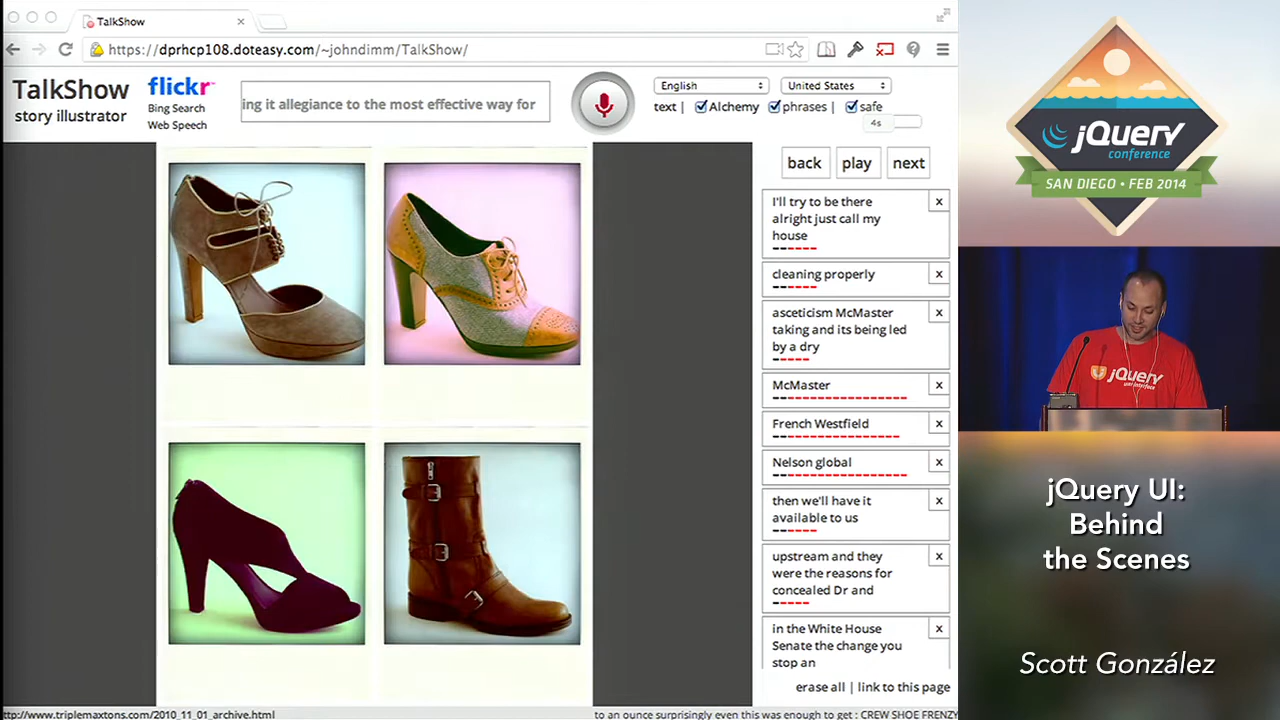 TalkShow
https://dprhcp108.doteasy.com/~johndimm/TalkShow/
TalkShow
story illustrator
flickr
Bing Search
Web Speech
ing it allegiance to the most effective way for
English
United States
text |
Alchemy
phrases |
safe
4s
back
play
next
I'll try to be there
alright just call my
house
x
cleaning properly
x
asceticism McMaster
taking and its being led
by a dry
x
McMaster
x
French Westfield
x
Nelson global
x
then we'll have it
available to us
x
upstream and they
were the reasons for
concealed Dr and
x
in the White House
Senate the change you
stop an
x
erase all | link to this page
http://www.triplemaxtons.com/2010_11_01_archive.html
to an ounce surprisingly even this was enough to get : CREW SHOE FRENZY
jQuery
conference
SAN DIEGO • FEB 2014
jQuery
user interface
jQuery UI:
Behind
the Scenes
Scott González